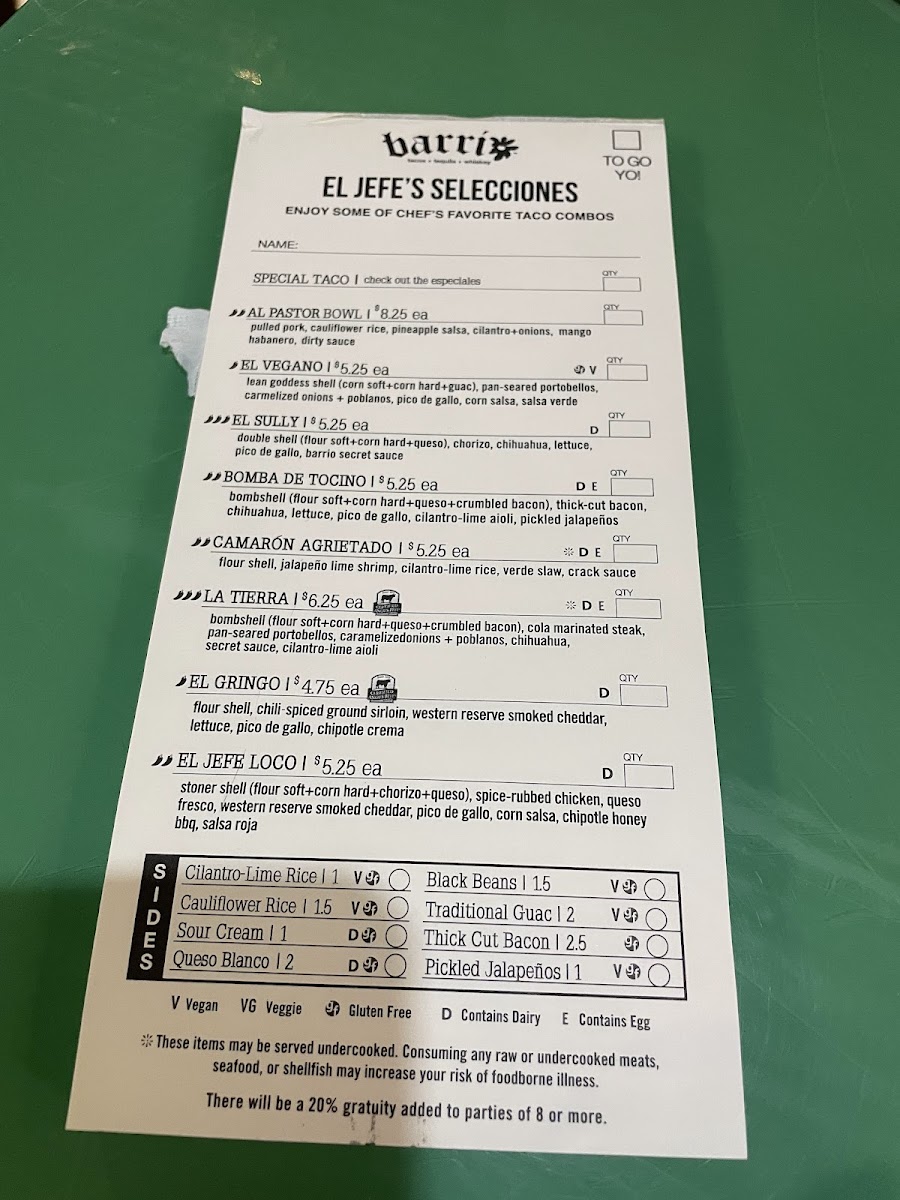 barrio
tacos + tequila + whiskey
TO GO
YO!
EL JEFE'S SELECCIONES
ENJOY SOME OF CHEF'S FAVORITE TACO COMBOS
NAME:
SPECIAL TACO | check out the especiales QTY
AL PASTOR BOWL | $8.25 ea QTY
pulled pork, cauliflower rice, pineapple salsa, cilantro+onions, mango
habanero, dirty sauce
EL VEGANO | $5.25 ea gf V QTY
lean goddess shell (corn soft+corn hard+guac), pan-seared portobellos,
carmelized onions + poblanos, pico de gallo, corn salsa, salsa verde
EL SULLY | $5.25 ea D QTY
double shell (flour soft+corn hard+queso), chorizo, chihuahua, lettuce,
pico de gallo, barrio secret sauce
BOMBA DE TOCINO | $5.25 ea D E QTY
bombshell (flour soft+corn hard+queso+crumbled bacon), thick-cut bacon,
chihuahua, lettuce, pico de gallo, cilantro-lime aioli, pickled jalapeños
CAMARÓN AGRIETADO | $5.25 ea D E QTY
flour shell, jalapeño lime shrimp, cilantro-lime rice, verde slaw, crack sauce
LA TIERRA | $6.25 ea D E QTY
bombshell (flour soft+corn hard+queso+crumbled bacon), cola marinated steak,
pan-seared portobellos, caramelizedonions + poblanos, chihuahua,
secret sauce, cilantro-lime aioli
EL GRINGO | $4.75 ea D QTY
flour shell, chili-spiced ground sirloin, western reserve smoked cheddar,
lettuce, pico de gallo, chipotle crema
EL JEFE LOCO | $5.25 ea D QTY
stoner shell (flour soft+corn hard+chorizo+queso), spice-rubbed chicken, queso
fresco, western reserve smoked cheddar, pico de gallo, corn salsa, chipotle honey
bbq, salsa roja
SIDES
Cilantro-Lime Rice | 1 V gf
Cauliflower Rice | 1.5 V gf
Sour Cream | 1 D gf
Queso Blanco | 2 D gf
Black Beans | 1.5 V gf
Traditional Guac | 2 V gf
Thick Cut Bacon | 2.5 gf
Pickled Jalapeños | 1 V gf
V Vegan VG Veggie gf Gluten Free D Contains Dairy E Contains Egg
These items may be served undercooked. Consuming any raw or undercooked meats,
seafood, or shellfish may increase your risk of foodborne illness.
There will be a 20% gratuity added to parties of 8 or more.